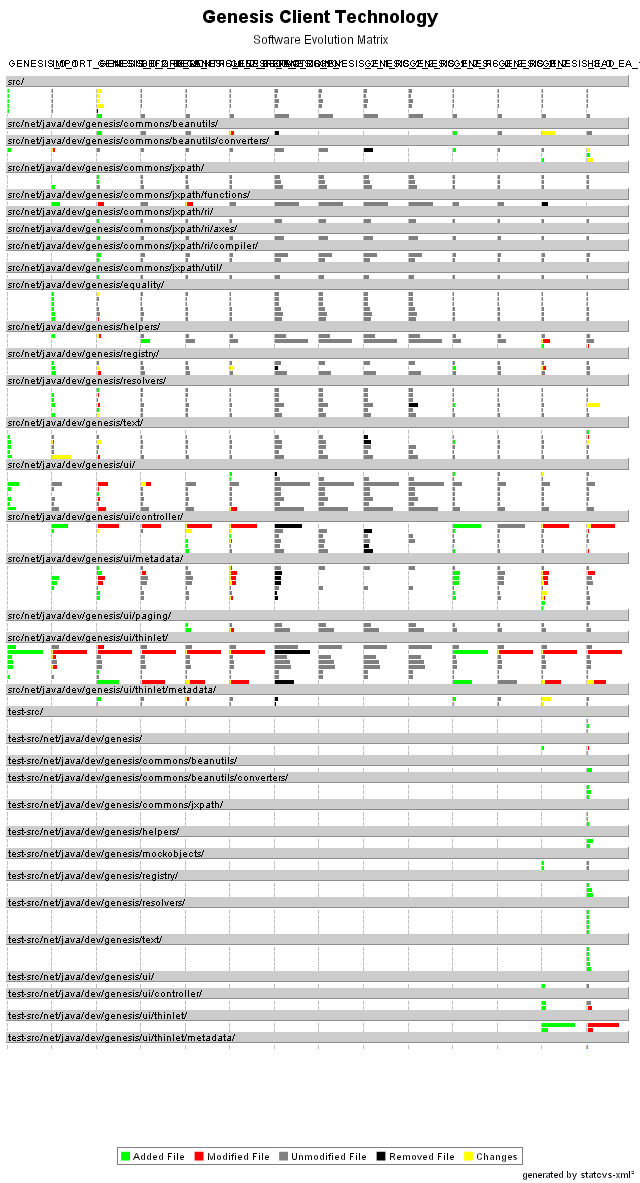 Genesis Client Technology
Software Evolution Matrix
src/
src/net/java/dev/genesis/commons/beanutils/
src/net/java/dev/genesis/commons/beanutils/converters/
src/net/java/dev/genesis/commons/jxpath/
src/net/java/dev/genesis/commons/jxpath/functions/
src/net/java/dev/genesis/commons/jxpath/ri/
src/net/java/dev/genesis/commons/jxpath/ri/axes/
src/net/java/dev/genesis/commons/jxpath/ri/compiler/
src/net/java/dev/genesis/commons/jxpath/util/
src/net/java/dev/genesis/equality/
src/net/java/dev/genesis/helpers/
src/net/java/dev/genesis/registry/
src/net/java/dev/genesis/resolvers/
src/net/java/dev/genesis/text/
src/net/java/dev/genesis/ui/
src/net/java/dev/genesis/ui/controller/
src/net/java/dev/genesis/ui/metadata/
src/net/java/dev/genesis/ui/paging/
src/net/java/dev/genesis/ui/thinlet/
src/net/java/dev/genesis/ui/thinlet/metadata/
test-src/
test-src/net/java/dev/genesis/
test-src/net/java/dev/genesis/commons/beanutils/
test-src/net/java/dev/genesis/commons/beanutils/converters/
test-src/net/java/dev/genesis/commons/jxpath/
test-src/net/java/dev/genesis/helpers/
test-src/net/java/dev/genesis/mockobjects/
test-src/net/java/dev/genesis/registry/
test-src/net/java/dev/genesis/resolvers/
test-src/net/java/dev/genesis/text/
test-src/net/java/dev/genesis/ui/
test-src/net/java/dev/genesis/ui/controller/
test-src/net/java/dev/genesis/ui/thinlet/
test-src/net/java/dev/genesis/ui/thinlet/metadata/
Added File Modified File Unmodified File Removed File Changes
generated by statcvs-xml²